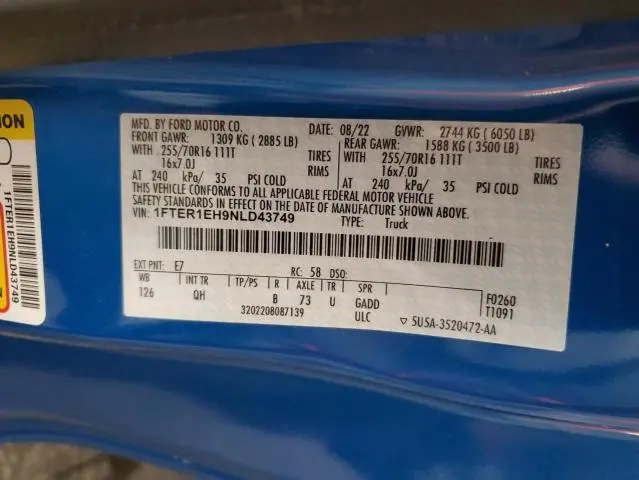 ION
1FTER1EH9NLD43749
MFD. BY FORD MOTOR CO. DATE: 08/22 GVWR: 2744 KG ( 6050 LB)
FRONT GAWR: 1309 KG ( 2885 LB) REAR GAWR: 1588 KG ( 3500 LB)
WITH 255/70R16 111T TIRES WITH 255/70R16 111T TIRES
16x7.0J RIMS 16x7.0J RIMS
AT 240 kPa/ 35 PSI COLD AT 240 kPa/ 35 PSI COLD
THIS VEHICLE CONFORMS TO ALL APPLICABLE FEDERAL MOTOR VEHICLE
SAFETY STANDARDS IN EFFECT ON THE DATE OF MANUFACTURE SHOWN ABOVE.
VIN: 1FTER1EH9NLD43749 TYPE: Truck
EXT PNT: E7 RC: 58 DSO:
WB INT TR TP/PS R AXLE TR SPR
126 QH B 73 U GADD
3202208087139 ULC
F0260
T1091
▽ 5U5A-3520472-AA